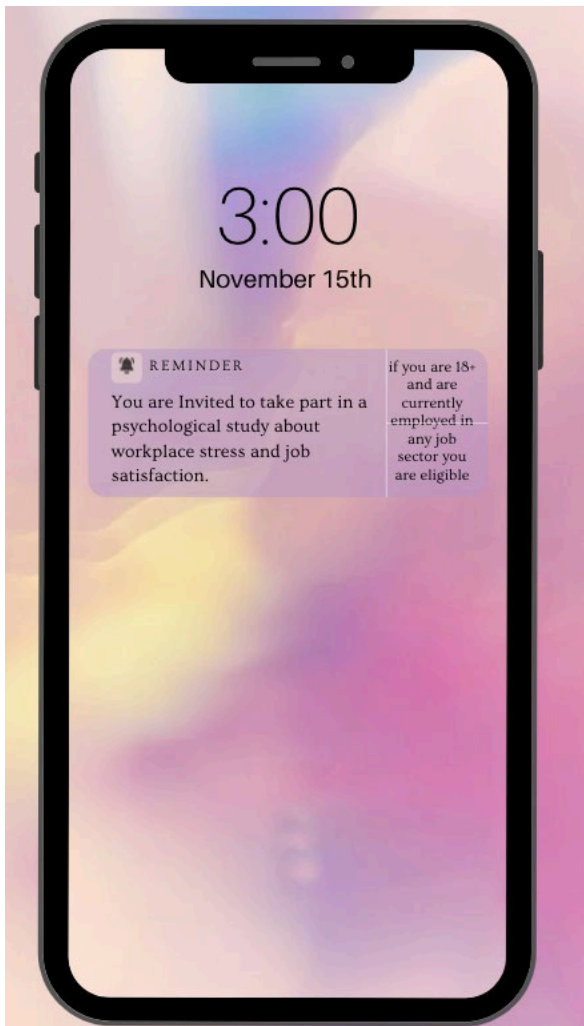 3:00
November 15th
REMINDER
You are Invited to take part in a
psychological study about
workplace stress and job
satisfaction.
if you are 18+
and are
currently
employed in
any job
sector you
are eligible